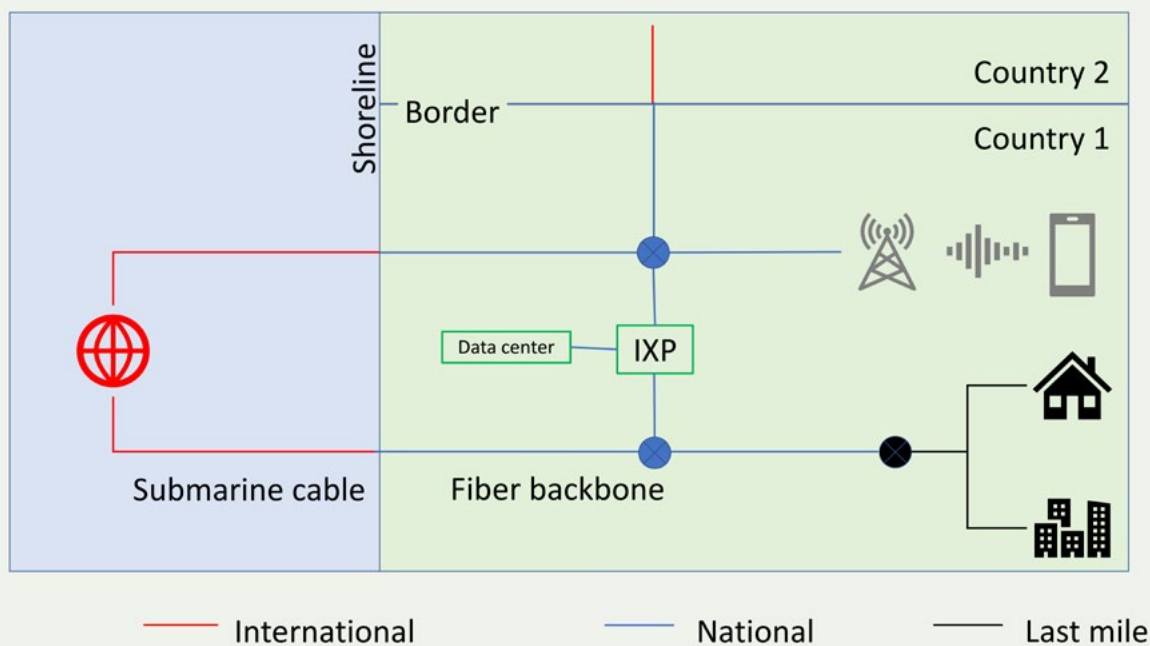 Shoreline
Border
Country 2
Country 1
Data center
IXP
Submarine cable
Fiber backbone
International
National
Last mile